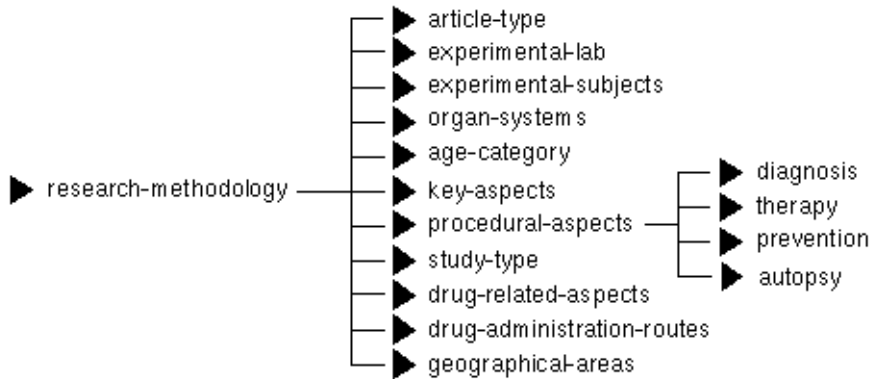 article-type
experimental-lab
experimental-subjects
organ-systems
age-category
research-methodology
key-aspects
procedural-aspects
study-type
drug-related-aspects
drug-administration-routes
geographical-areas
diagnosis
therapy
prevention
autopsy